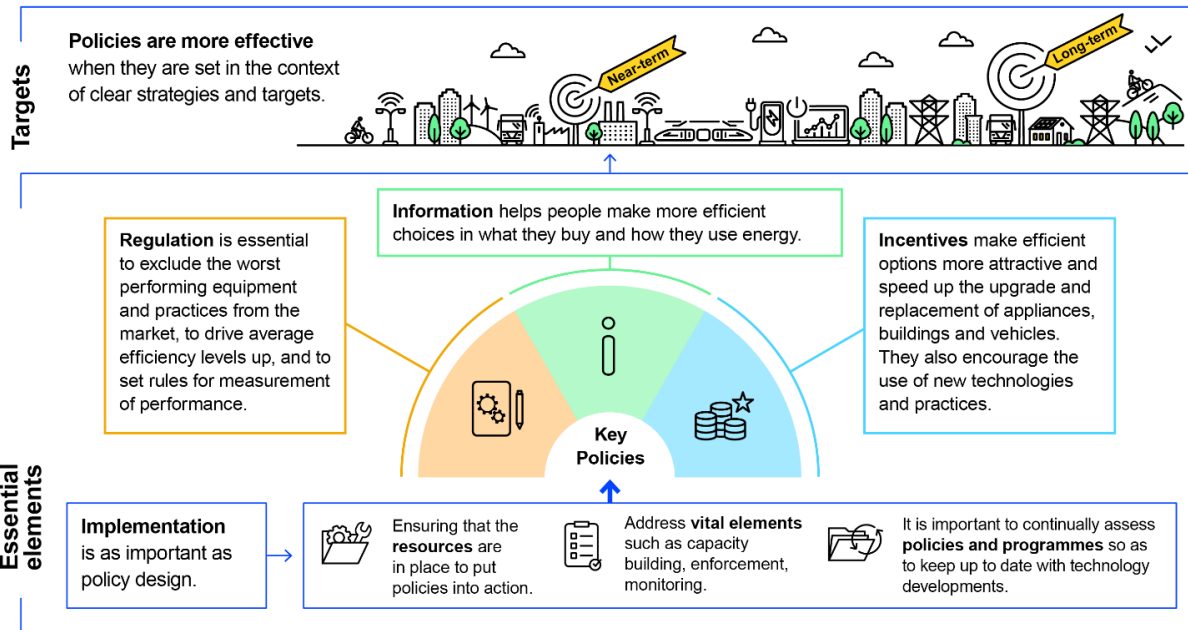 Targets
Policies are more effective
when they are set in the context
of clear strategies and targets.
Near-term
Long-term
Essential
elements
Regulation is essential
to exclude the worst
performing equipment
and practices from the
market, to drive average
efficiency levels up, and to
set rules for measurement
of performance.
Information helps people make more efficient
choices in what they buy and how they use energy.
Incentives make efficient
options more attractive and
speed up the upgrade and
replacement of appliances,
buildings and vehicles.
They also encourage the
use of new technologies
and practices.
Key
Policies
Implementation
is as important as
policy design.
Ensuring that the
resources are
in place to put
policies into action.
Address vital elements
such as capacity
building, enforcement,
monitoring.
It is important to continually assess
policies and programmes so as
to keep up to date with technology
developments.